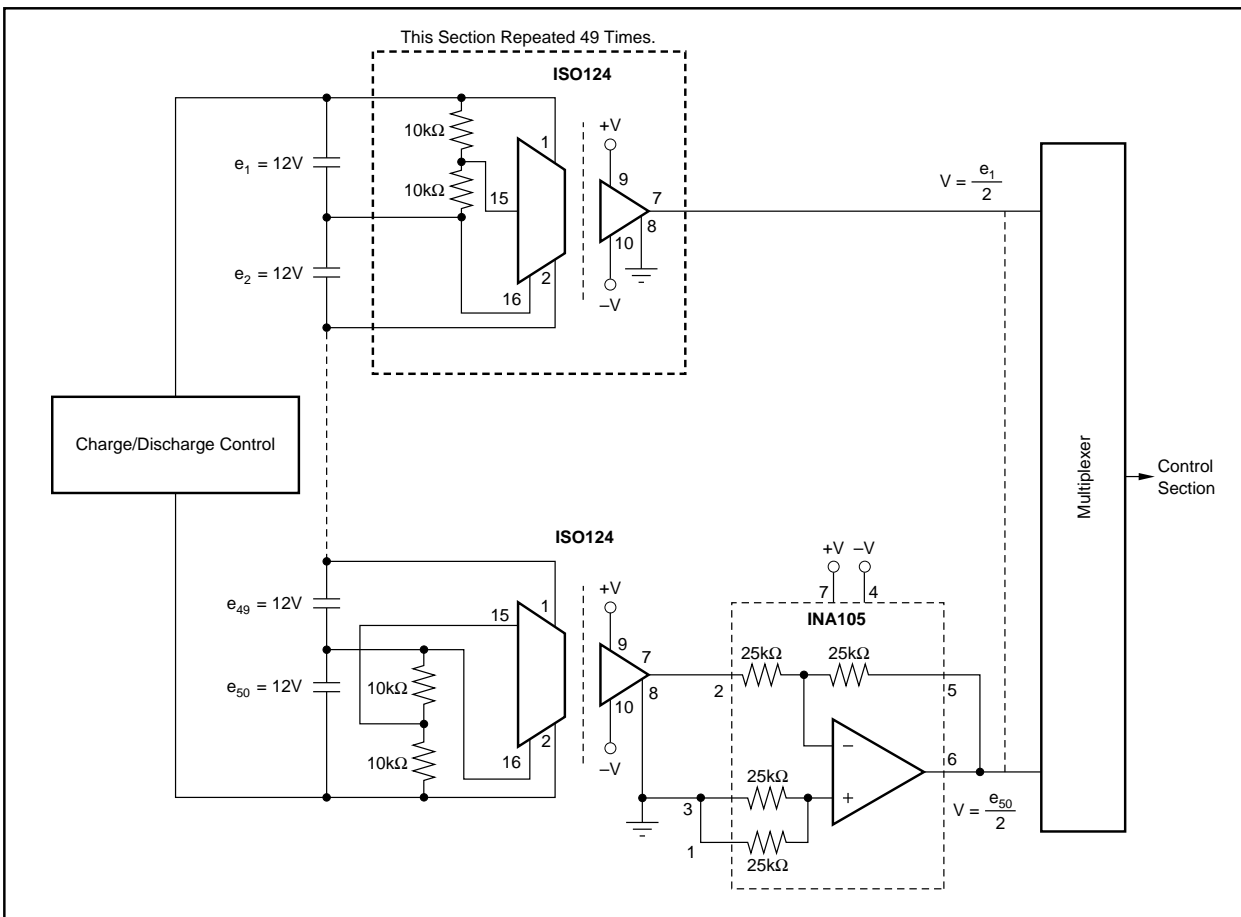 This Section Repeated 49 Times.
ISO124
10kΩ
10kΩ
1
15
2
16
+V
9
7
8
10
–V
e1 = 12V
e2 = 12V
V = e1/2
Charge/Discharge Control
Multiplexer
Control
Section
ISO124
e49 = 12V
e50 = 12V
10kΩ
10kΩ
15
1
2
16
+V
9
7
8
10
–V
+V –V
7 4
INA105
25kΩ 25kΩ
2
5
–
+
6
3
25kΩ
1
25kΩ
V = e50/2